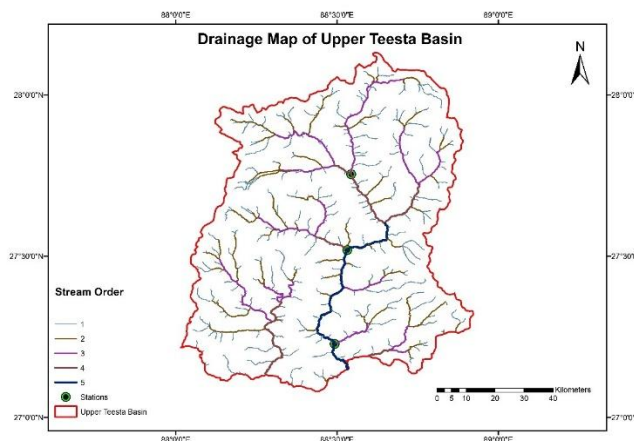 88°0'0"E 88°30'0"E 89°0'0"E
Drainage Map of Upper Teesta Basin
N
28°0'0"N 28°0'0"N
27°30'0"N 27°30'0"N
Stream Order
1
2
3
4
5
Stations
Upper Teesta Basin
Kilometers
0 5 10 20 30 40
27°0'0"N 27°0'0"N
88°0'0"E 88°30'0"E 89°0'0"E